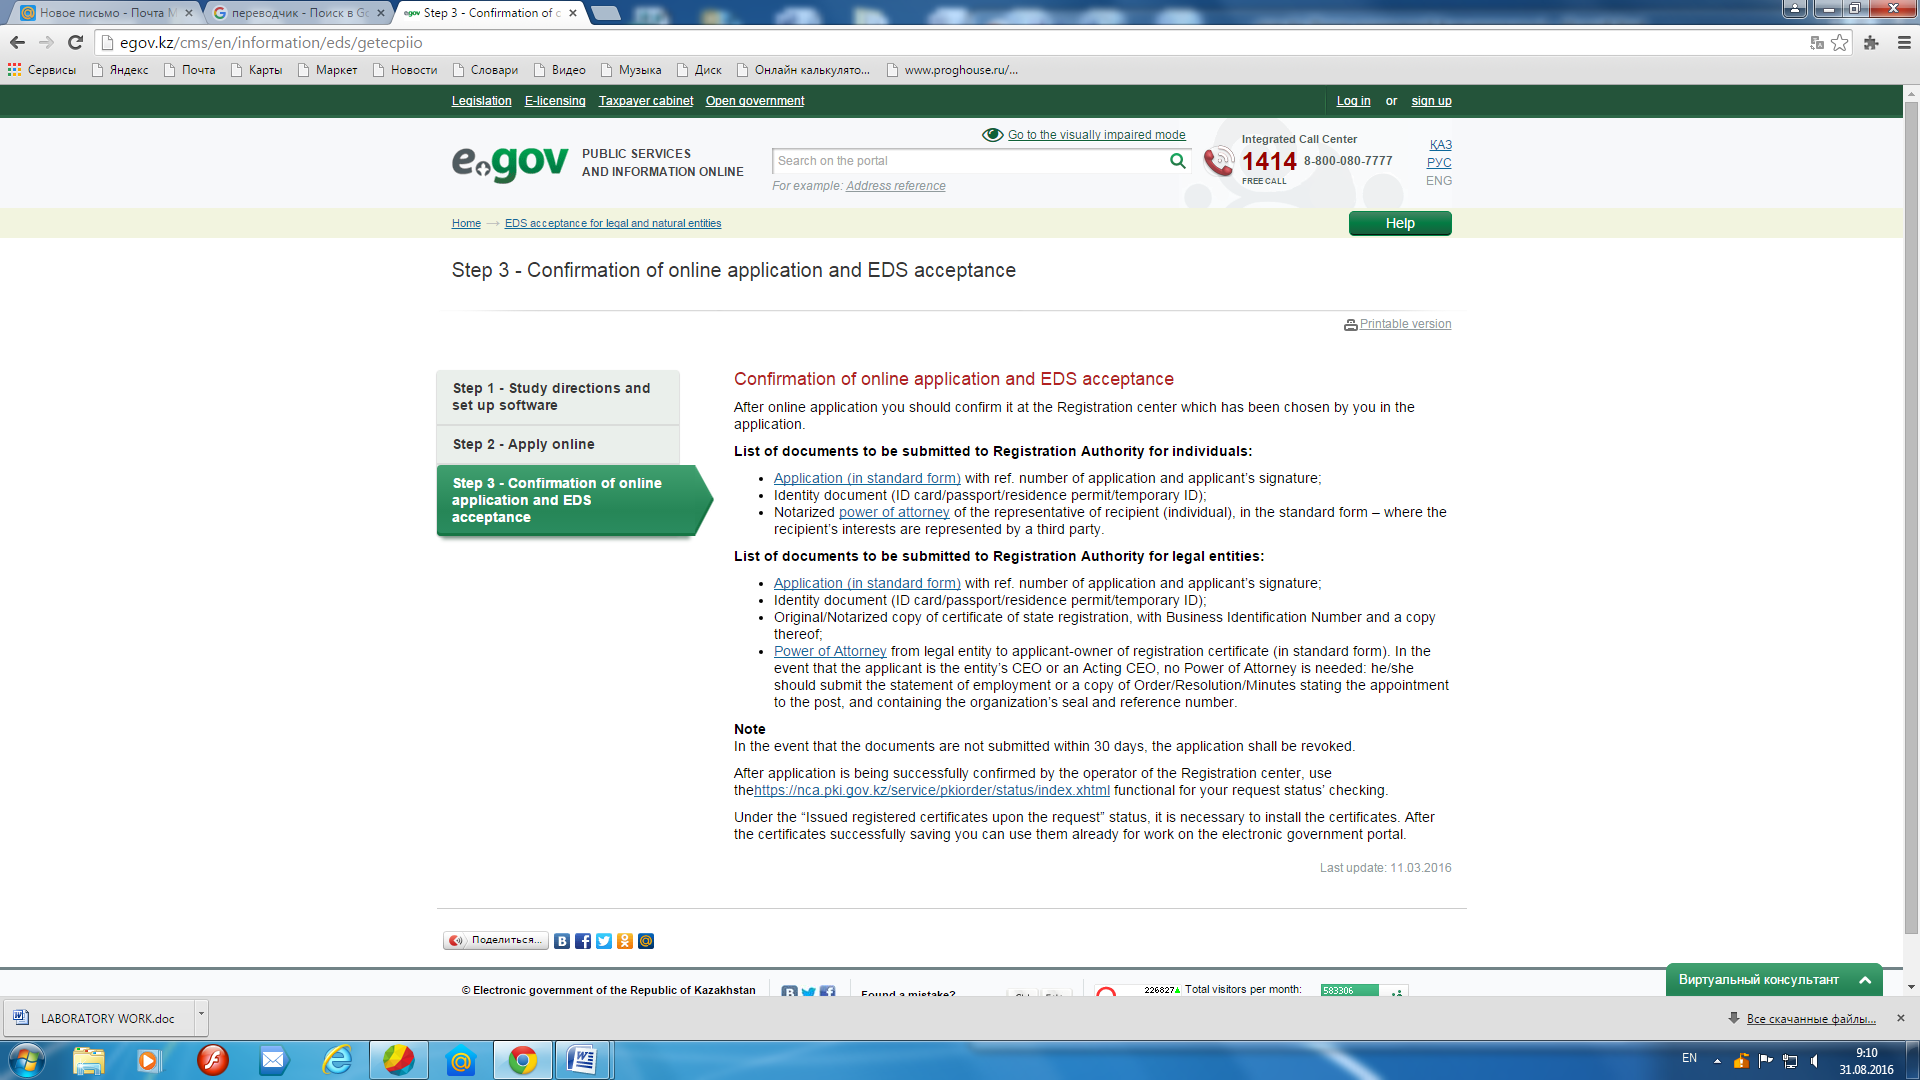 Новое письмо - Почта M
переводчик - Поиск в Go
Step 3 - Confirmation of c
egov.kz/cms/en/information/eds/getecpiio
Сервисы Яндекс Почта Карты Маркет Новости Словари Видео Музыка Диск Онлайн калькулято... www.proghouse.ru/...
Legislation E-licensing Taxpayer cabinet Open government
Log in or sign up
Go to the visually impaired mode
e.gov
PUBLIC SERVICES
AND INFORMATION ONLINE
Search on the portal
For example: Address reference
Integrated Call Center
1414 8-800-080-7777
FREE CALL
ҚАЗ
РУС
ENG
Home → EDS acceptance for legal and natural entities
Help
Step 3 - Confirmation of online application and EDS acceptance
Printable version
Step 1 - Study directions and
set up software
Step 2 - Apply online
Step 3 - Confirmation of online
application and EDS
acceptance
Confirmation of online application and EDS acceptance
After online application you should confirm it at the Registration center which has been chosen by you in the
application.
List of documents to be submitted to Registration Authority for individuals:
• Application (in standard form) with ref. number of application and applicant’s signature;
• Identity document (ID card/passport/residence permit/temporary ID);
• Notarized power of attorney of the representative of recipient (individual), in the standard form – where the
recipient’s interests are represented by a third party.
List of documents to be submitted to Registration Authority for legal entities:
• Application (in standard form) with ref. number of application and applicant’s signature;
• Identity document (ID card/passport/residence permit/temporary ID);
• Original/Notarized copy of certificate of state registration, with Business Identification Number and a copy
thereof;
• Power of Attorney from legal entity to applicant-owner of registration certificate (in standard form). In the
event that the applicant is the entity’s CEO or an Acting CEO, no Power of Attorney is needed: he/she
should submit the statement of employment or a copy of Order/Resolution/Minutes stating the appointment
to the post, and containing the organization’s seal and reference number.
Note
In the event that the documents are not submitted within 30 days, the application shall be revoked.
After application is being successfully confirmed by the operator of the Registration center, use
thehttps://nca.pki.gov.kz/service/pkiorder/status/index.xhtml functional for your request status’ checking.
Under the “Issued registered certificates upon the request” status, it is necessary to install the certificates. After
the certificates successfully saving you can use them already for work on the electronic government portal.
Last update: 11.03.2016
Поделиться...
Виртуальный консультант
© Electronic government of the Republic of Kazakhstan
Found a mistake?
226827
Total visitors per month:
583306
LABORATORY WORK.doc
Все скачанные файлы...
EN
9:10
31.08.2016